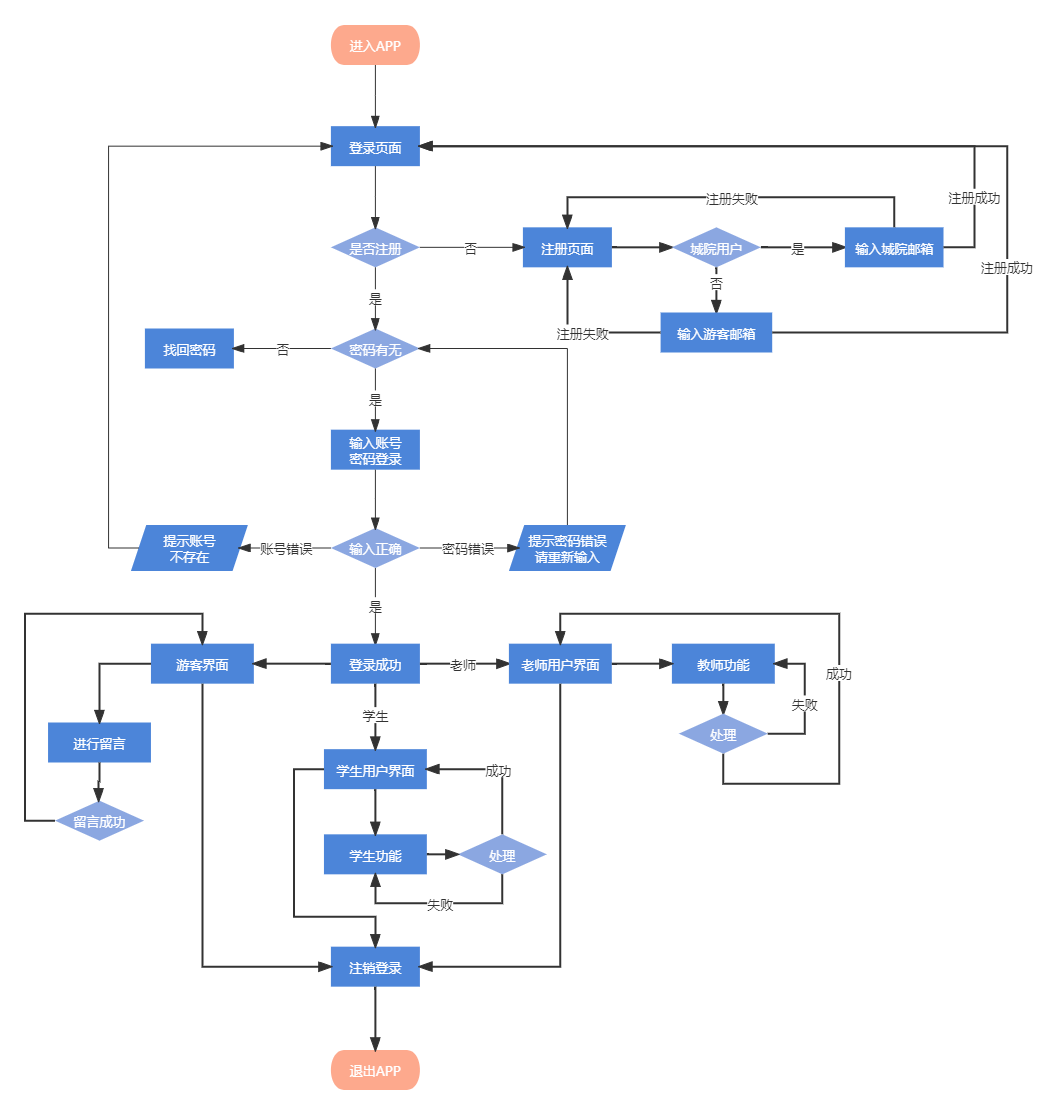 进入APP
登录页面
注册失败
注册成功
是否注册
否
注册页面
城院用户
是
输入城院邮箱
注册成功
否
是
注册失败
输入游客邮箱
找回密码
否
密码有无
是
输入账号
密码登录
提示账号
不存在
账号错误
输入正确
密码错误
提示密码错误
请重新输入
是
游客界面
登录成功
老师
老师用户界面
教师功能
成功
失败
学生
进行留言
处理
学生用户界面
成功
留言成功
学生功能
处理
失败
注销登录
退出APP